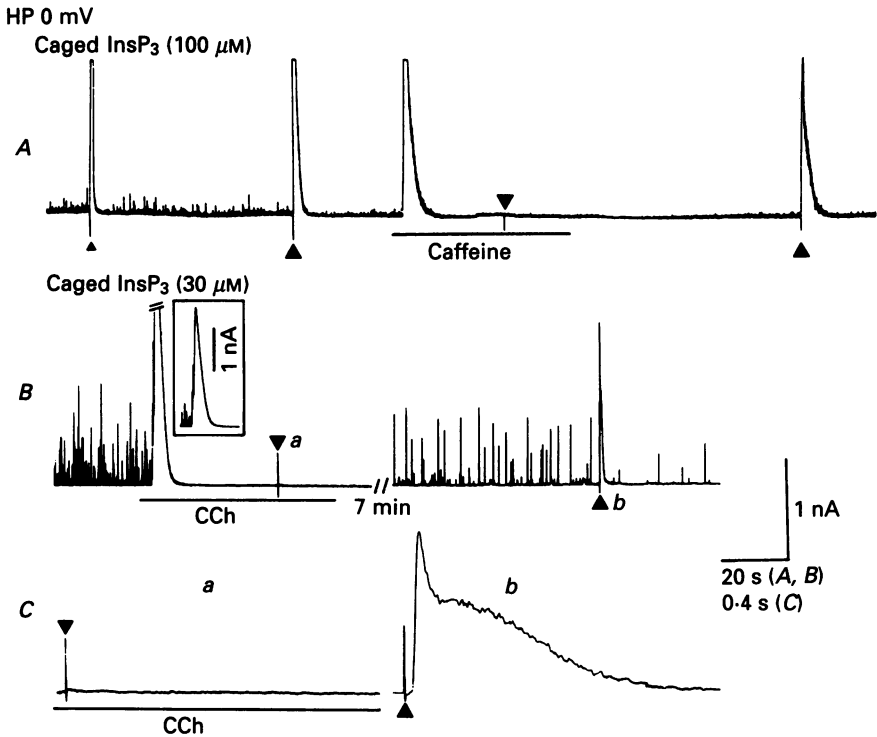 HP 0 mV
Caged InsP₃ (100 μM)
A
Caffeine
Caged InsP₃ (30 μM)
1 nA
B
a
CCh
7 min
b
1 nA
20 s (A, B)
0·4 s (C)
a
b
C
CCh